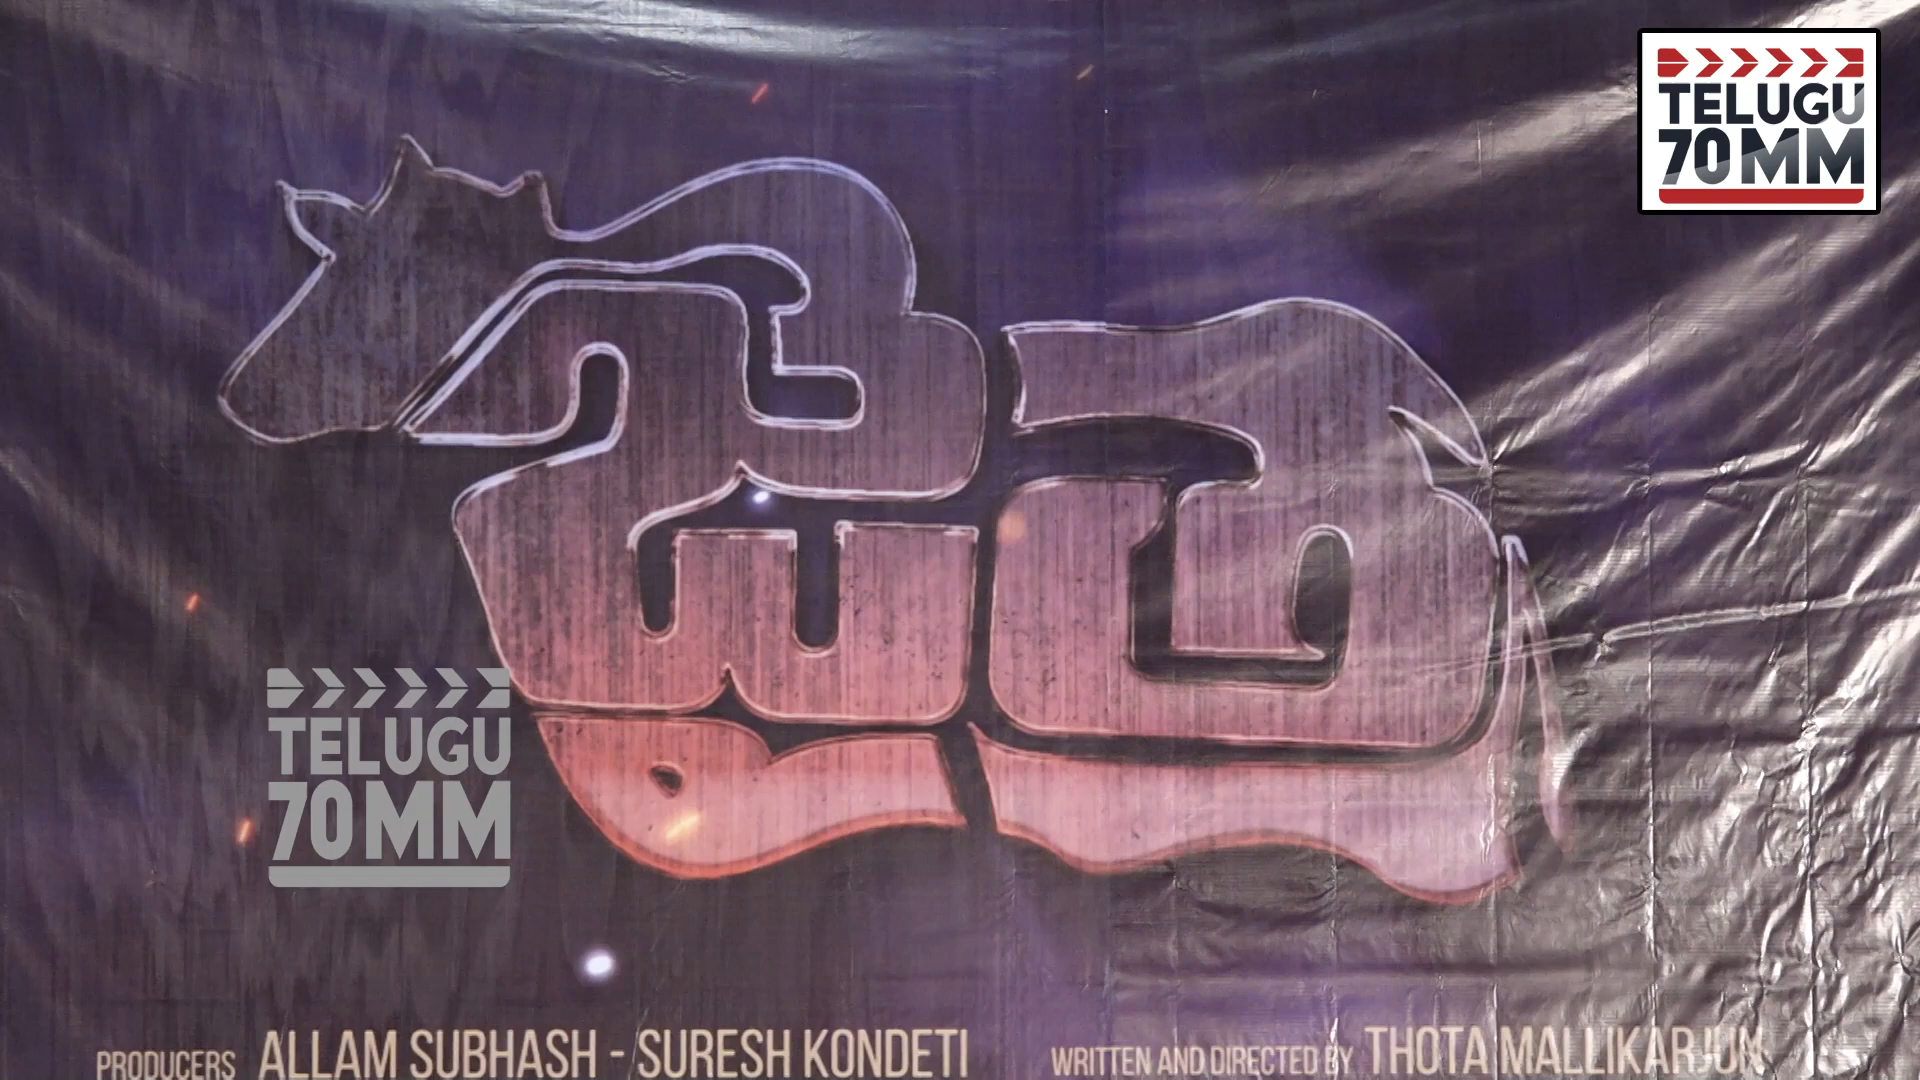 TELUGU
70MM
జైత్ర
TELUGU
70MM
PRODUCERS ALLAM SUBHASH - SURESH KONDETI
WRITTEN AND DIRECTED BY THOTA MALLIKARJUN